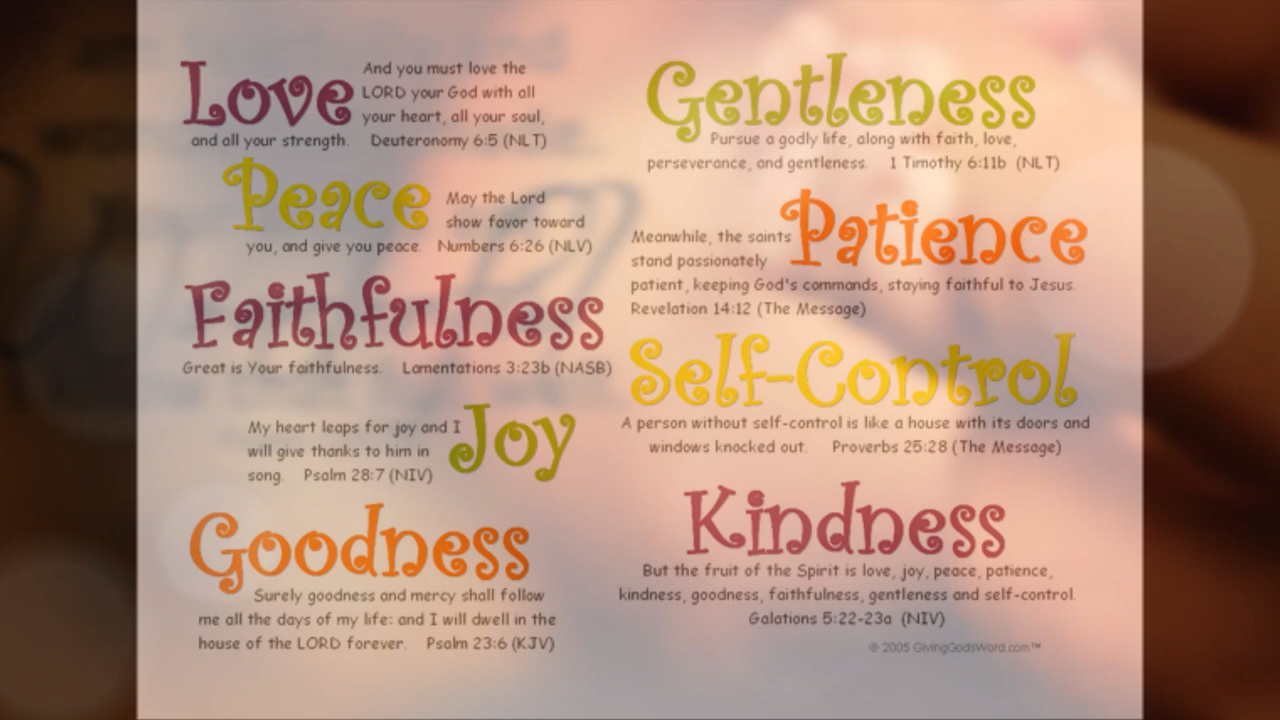 Love And you must love the
LORD your God with all
your heart, all your soul,
and all your strength. Deuteronomy 6:5 (NLT)
Peace May the Lord
show favor toward
you, and give you peace. Numbers 6:26 (NLV)
Faithfulness
Great is Your faithfulness. Lamentations 3:23b (NASB)
My heart leaps for joy and I
will give thanks to him in
song. Psalm 28:7 (NIV)
Joy
Goodness
Surely goodness and mercy shall follow
me all the days of my life: and I will dwell in the
house of the LORD forever. Psalm 23:6 (KJV)
Gentleness
Pursue a godly life, along with faith, love,
perseverance, and gentleness. 1 Timothy 6:11b (NLT)
Patience
Meanwhile, the saints
stand passionately
patient, keeping God's commands, staying faithful to Jesus.
Revelation 14:12 (The Message)
Self-Control
A person without self-control is like a house with its doors and
windows knocked out. Proverbs 25:28 (The Message)
Kindness
But the fruit of the Spirit is love, joy, peace, patience,
kindness, goodness, faithfulness, gentleness and self-control.
Galations 5:22-23a (NIV)
® 2005 GivingGodsWord.com™